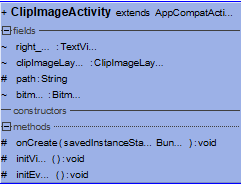 + ClipImageActivity extends AppCompatActi...
fields
~ right_... :TextVi...
~ clipImageLay... :ClipImageLay...
# path:String
~ bitm... :Bitm...
constructors
methods
# onCreate( savedInstanceSta... Bun... ):void
# initVi... ():void
# initEv... ():void